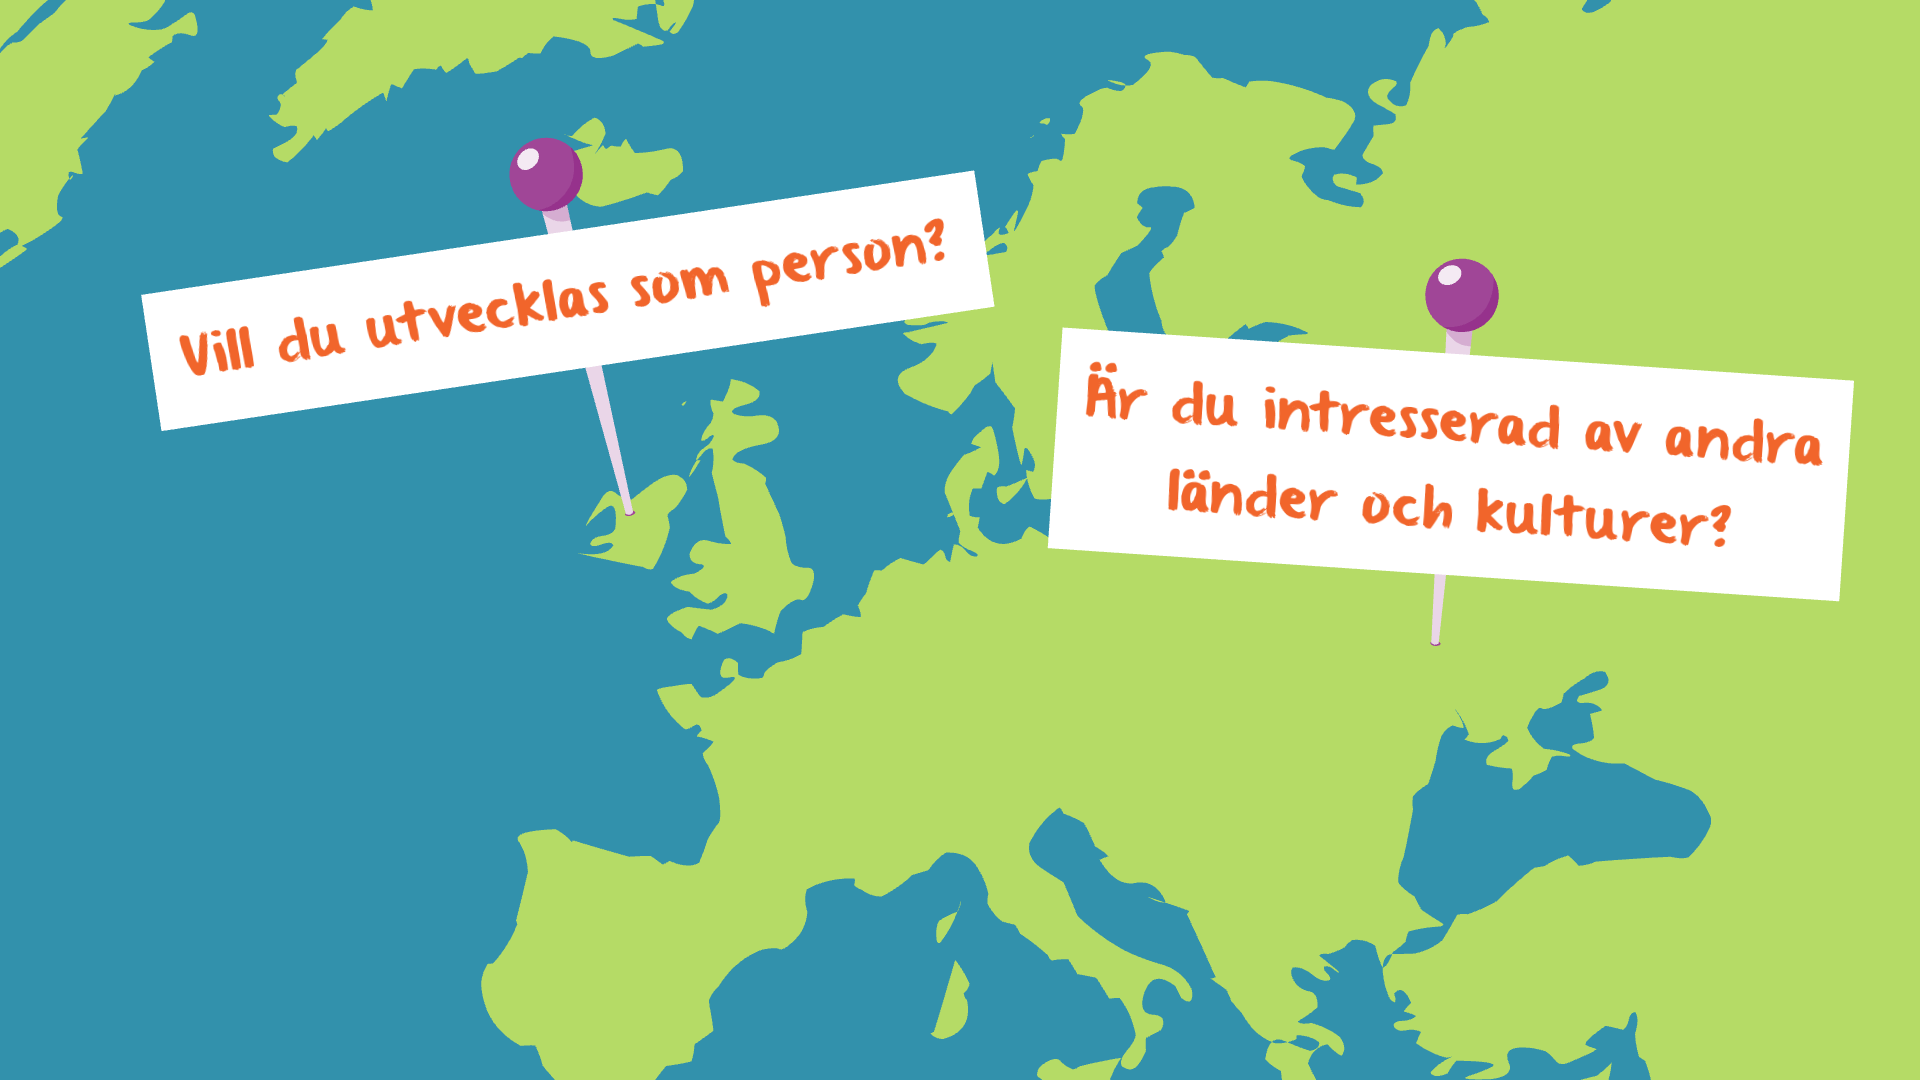 Vill du utvecklas som person?
Är du intresserad av andra
länder och kulturer?